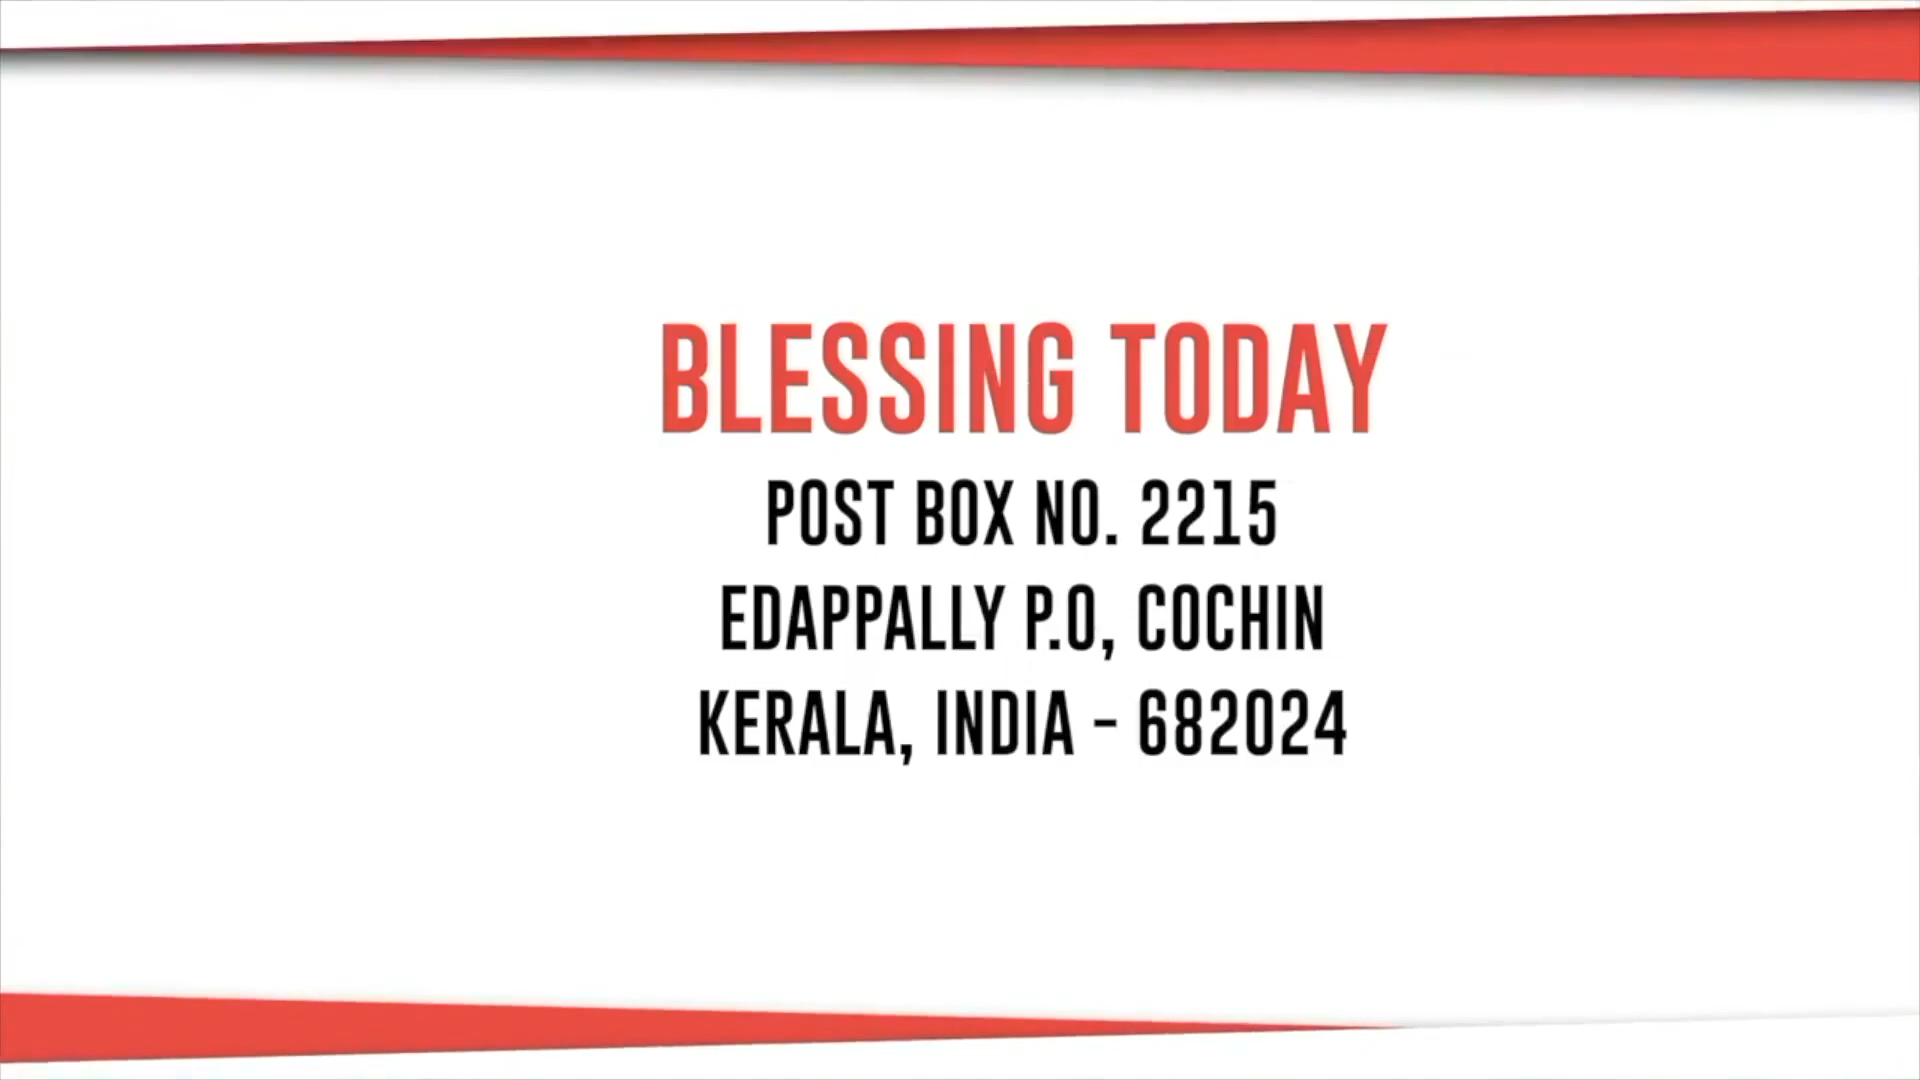 BLESSING TODAY
POST BOX NO. 2215
EDAPPALLY P.O, COCHIN
KERALA, INDIA - 682024